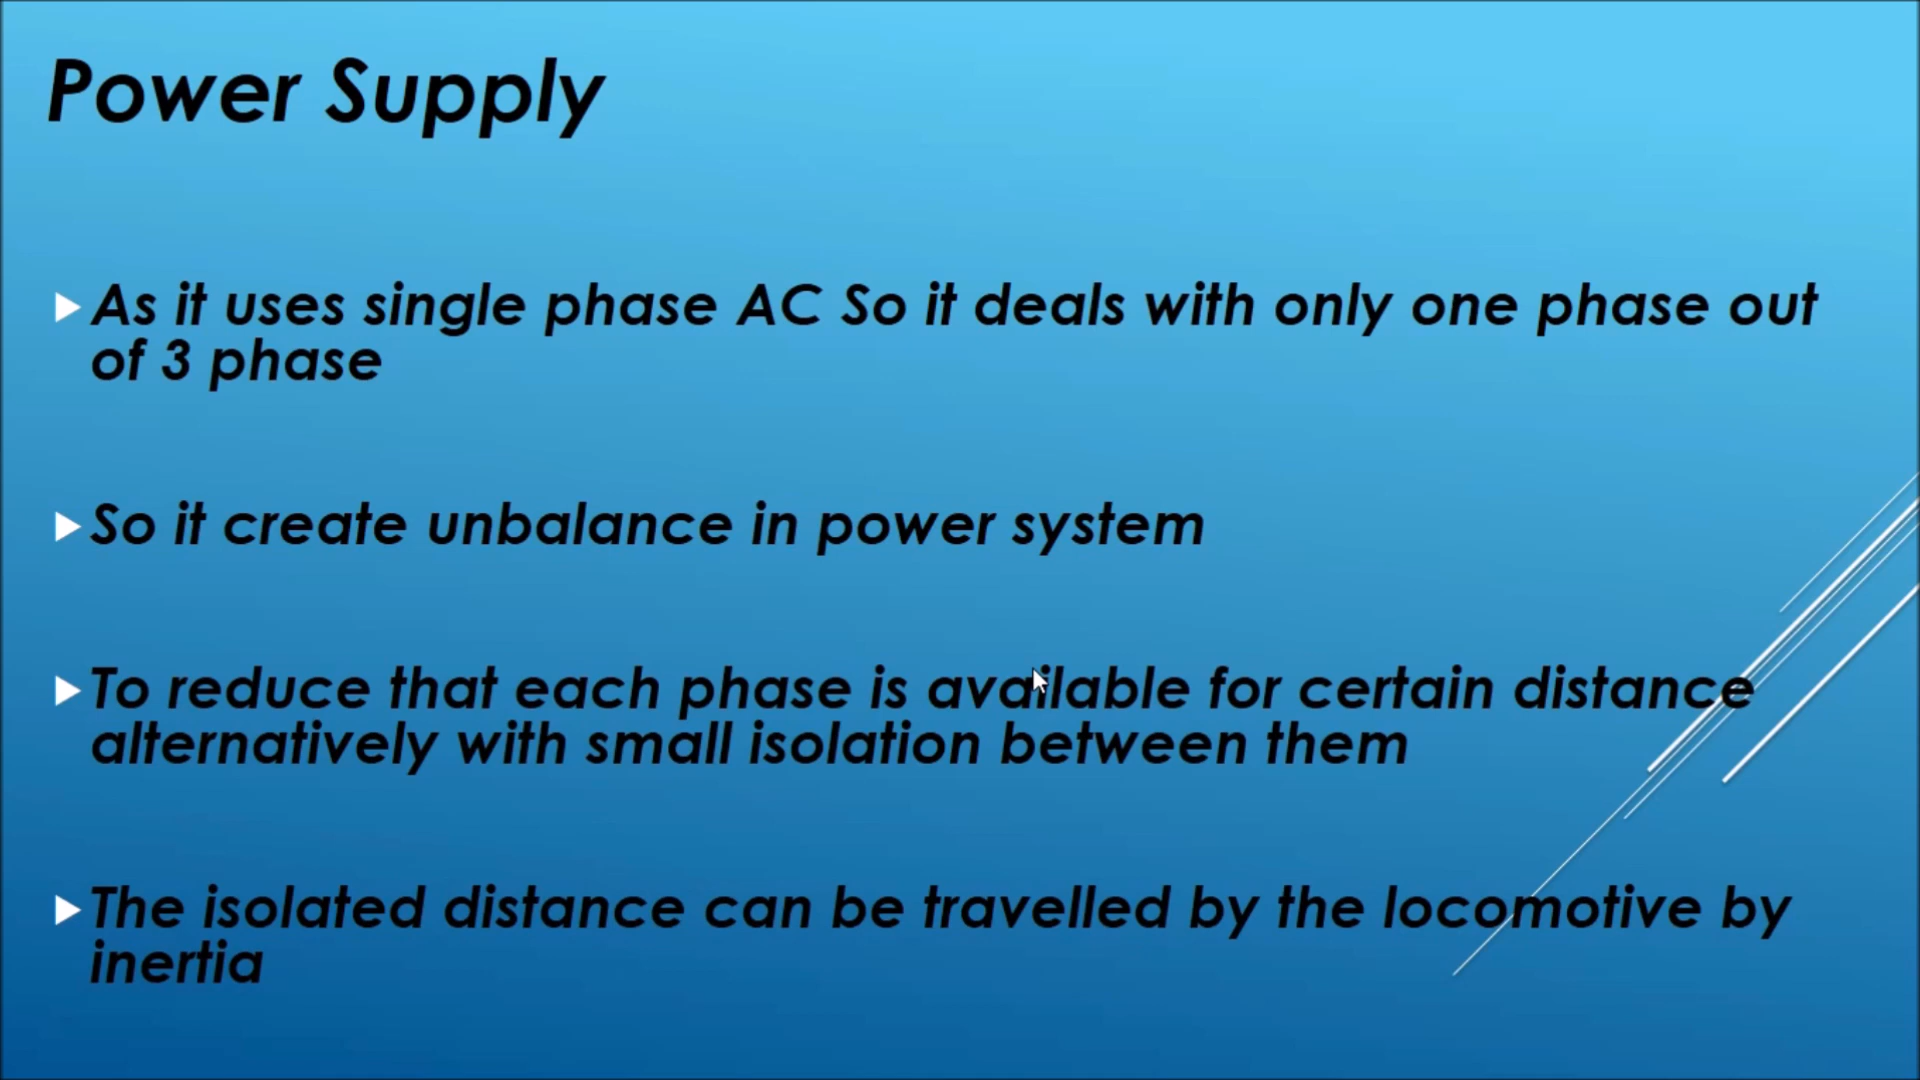 Power Supply
As it uses single phase AC So it deals with only one phase out
of 3 phase
So it create unbalance in power system
To reduce that each phase is available for certain distance
alternatively with small isolation between them
The isolated distance can be travelled by the locomotive by
inertia